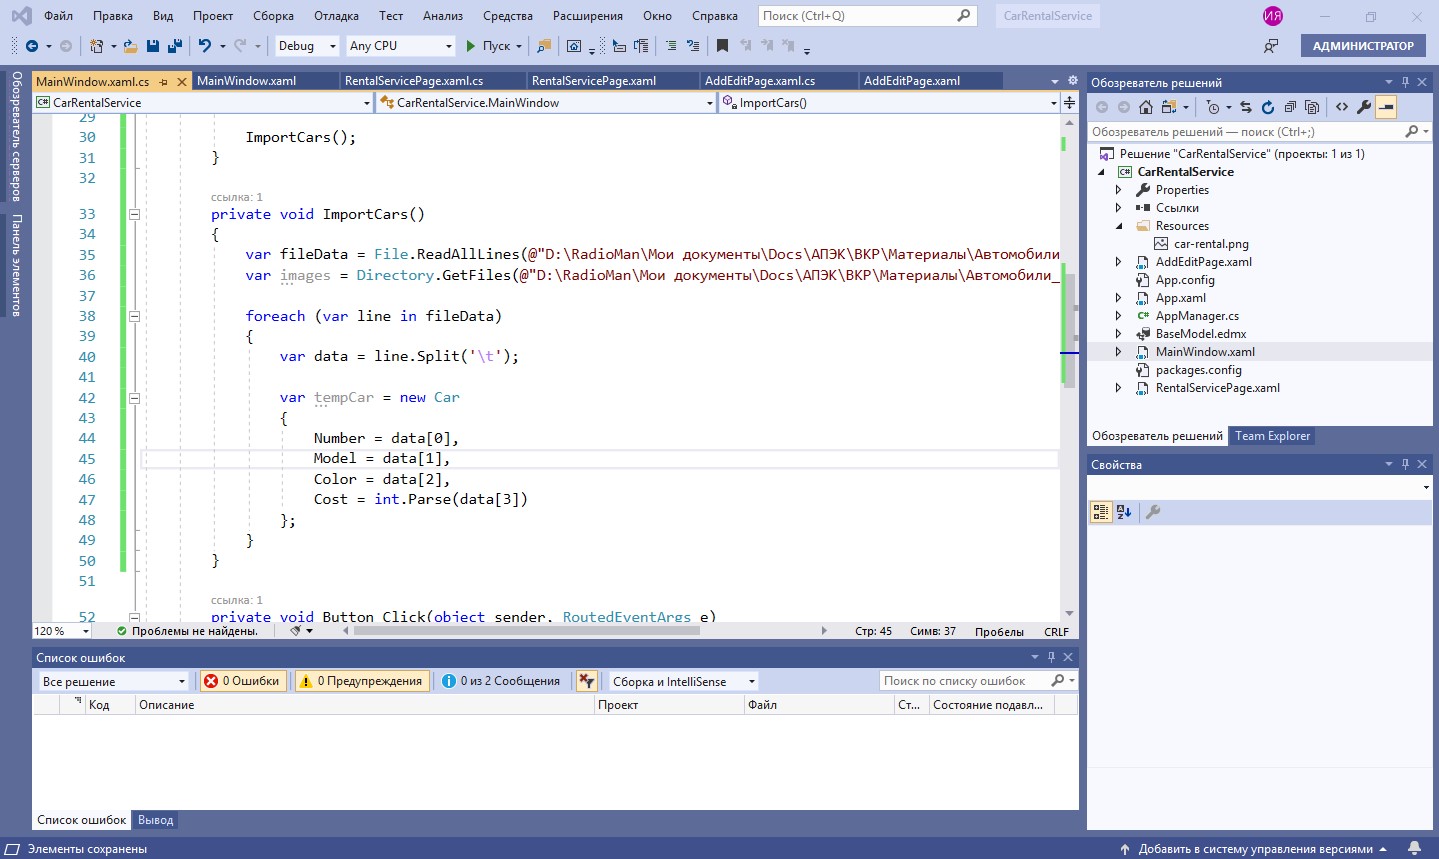 Файл Правка Вид Проект Сборка Отладка Тест Анализ Средства Расширения Окно Справка Поиск (Ctrl+Q) CarRentalService ИЯ
Debug Any CPU Пуск АДМИНИСТРАТОР
Обозреватель серверов
Панель элементов
MainWindow.xaml.cs MainWindow.xaml RentalServicePage.xaml.cs RentalServicePage.xaml AddEditPage.xaml.cs AddEditPage.xaml
CarRentalService CarRentalService.MainWindow ImportCars()
29
30 ImportCars();
31 }
32
ссылка: 1
33 private void ImportCars()
34 {
35 var fileData = File.ReadAllLines(@"D:\RadioMan\Мои документы\Docs\АПЭК\ВКР\Материалы\Автомобили
36 var images = Directory.GetFiles(@"D:\RadioMan\Мои документы\Docs\АПЭК\ВКР\Материалы\Автомобили_
37
38 foreach (var line in fileData)
39 {
40 var data = line.Split('\t');
41
42 var tempCar = new Car
43 {
44 Number = data[0],
45 Model = data[1],
46 Color = data[2],
47 Cost = int.Parse(data[3])
48 };
49 }
50 }
51
ссылка: 1
52 private void Button_Click(object sender, RoutedEventArgs e)
120 % Проблемы не найдены. Стр: 45 Симв: 37 Пробелы CRLF
Список ошибок
Все решение 0 Ошибки 0 Предупреждения 0 из 2 Сообщения Сборка и IntelliSense Поиск по списку ошибок
Код Описание Проект Файл Ст... Состояние подавл...
Список ошибок Вывод
Обозреватель решений
Обозреватель решений — поиск (Ctrl+;)
Решение "CarRentalService" (проекты: 1 из 1)
C# CarRentalService
Properties
Ссылки
Resources
car-rental.png
AddEditPage.xaml
App.config
App.xaml
C# AppManager.cs
BaseModel.edmx
MainWindow.xaml
packages.config
RentalServicePage.xaml
Обозреватель решений Team Explorer
Свойства
Элементы сохранены Добавить в систему управления версиями